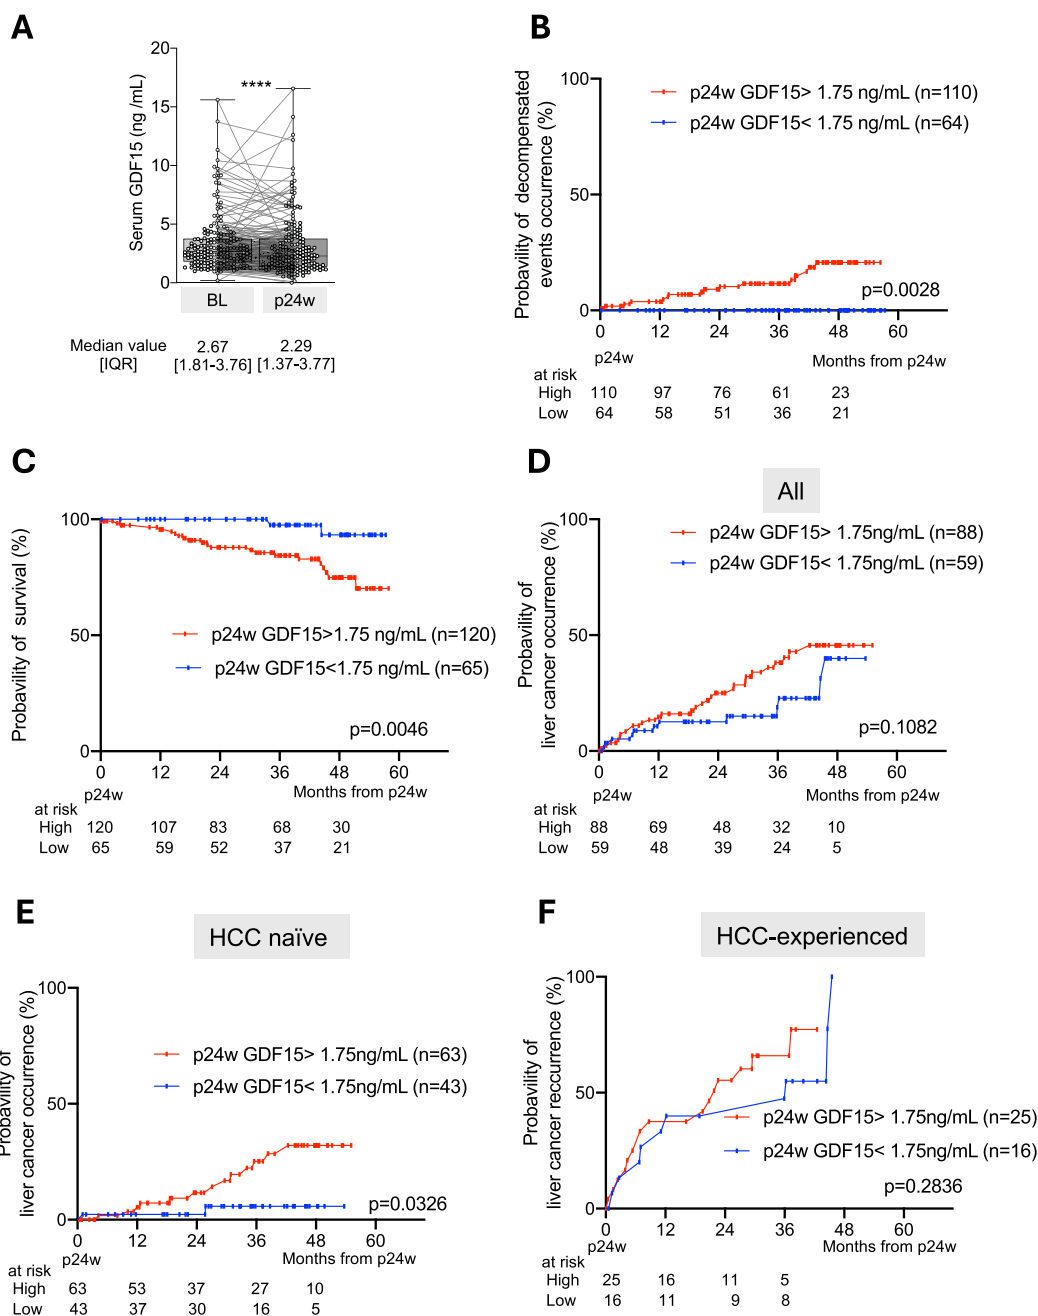 A
20
15
10
5
0
Serum GDF15 (ng /mL)
****
BL p24w
Median value 2.67 2.29
[IQR] [1.81-3.76] [1.37-3.77]
B
Probavility of decompensated
events occurrence (%)
100
50
0
p24w GDF15> 1.75 ng/mL (n=110)
p24w GDF15< 1.75 ng/mL (n=64)
p=0.0028
0 12 24 36 48 60
p24w Months from p24w
at risk
High 110 97 76 61 23
Low 64 58 51 36 21
C
Probavility of survival (%)
100
50
0
p24w GDF15>1.75 ng/mL (n=120)
p24w GDF15<1.75 ng/mL (n=65)
p=0.0046
0 12 24 36 48 60
p24w Months from p24w
at risk
High 120 107 83 68 30
Low 65 59 52 37 21
D
All
Probavility of
liver cancer occurrence (%)
100
50
0
p24w GDF15> 1.75ng/mL (n=88)
p24w GDF15< 1.75ng/mL (n=59)
p=0.1082
0 12 24 36 48 60
p24w Months from p24w
at risk
High 88 69 48 32 10
Low 59 48 39 24 5
E
HCC naïve
Probavility of
liver cancer occurrence (%)
100
50
0
p24w GDF15> 1.75ng/mL (n=63)
p24w GDF15< 1.75ng/mL (n=43)
p=0.0326
0 12 24 36 48 60
p24w Months from p24w
at risk
High 63 53 37 27 10
Low 43 37 30 16 5
F
HCC-experienced
Probavility of
liver cancer reccurrence (%)
100
50
0
p24w GDF15> 1.75ng/mL (n=25)
p24w GDF15< 1.75ng/mL (n=16)
p=0.2836
0 12 24 36 48 60
p24w Months from p24w
at risk
High 25 16 11 5
Low 16 11 9 8